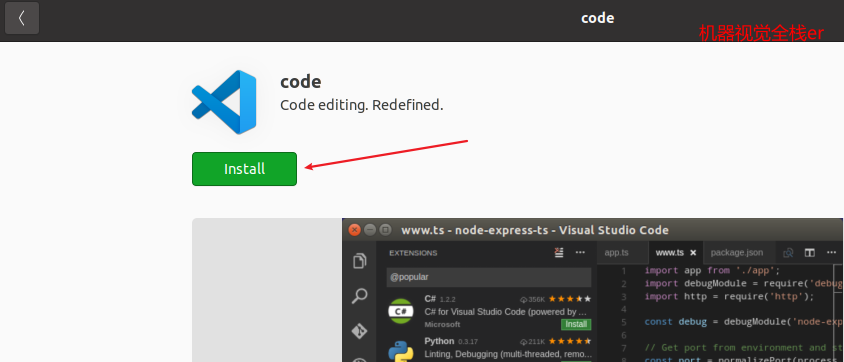 code
机器视觉全栈er
code
Code editing. Redefined.
Install
www.ts - node-express-ts - Visual Studio Code
EXTENSIONS
app.ts
www.ts
package.json
@popular
C# 1.2.2 356K
C# for Visual Studio Code (powered by ...
Microsoft
Install
Python 0.3.17 211K
Linting, Debugging (multi-threaded, remo...
1 import app from './app';
2 import debugModule = require('debug
3 import http = require('http');
4
5 const debug = debugModule('node-exp
6
7 // Get port from environment and st
8 const port = normalizePort(process